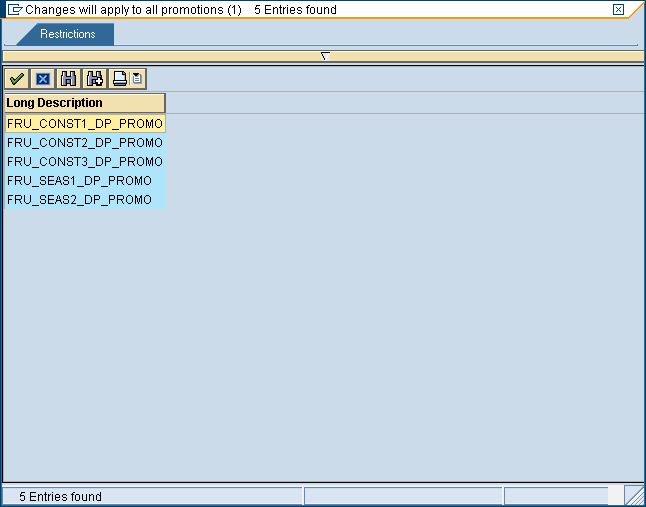 Changes will apply to all promotions (1)    5 Entries found
Restrictions
Long Description
FRU_CONST1_DP_PROMO
FRU_CONST2_DP_PROMO
FRU_CONST3_DP_PROMO
FRU_SEAS1_DP_PROMO
FRU_SEAS2_DP_PROMO
5 Entries found